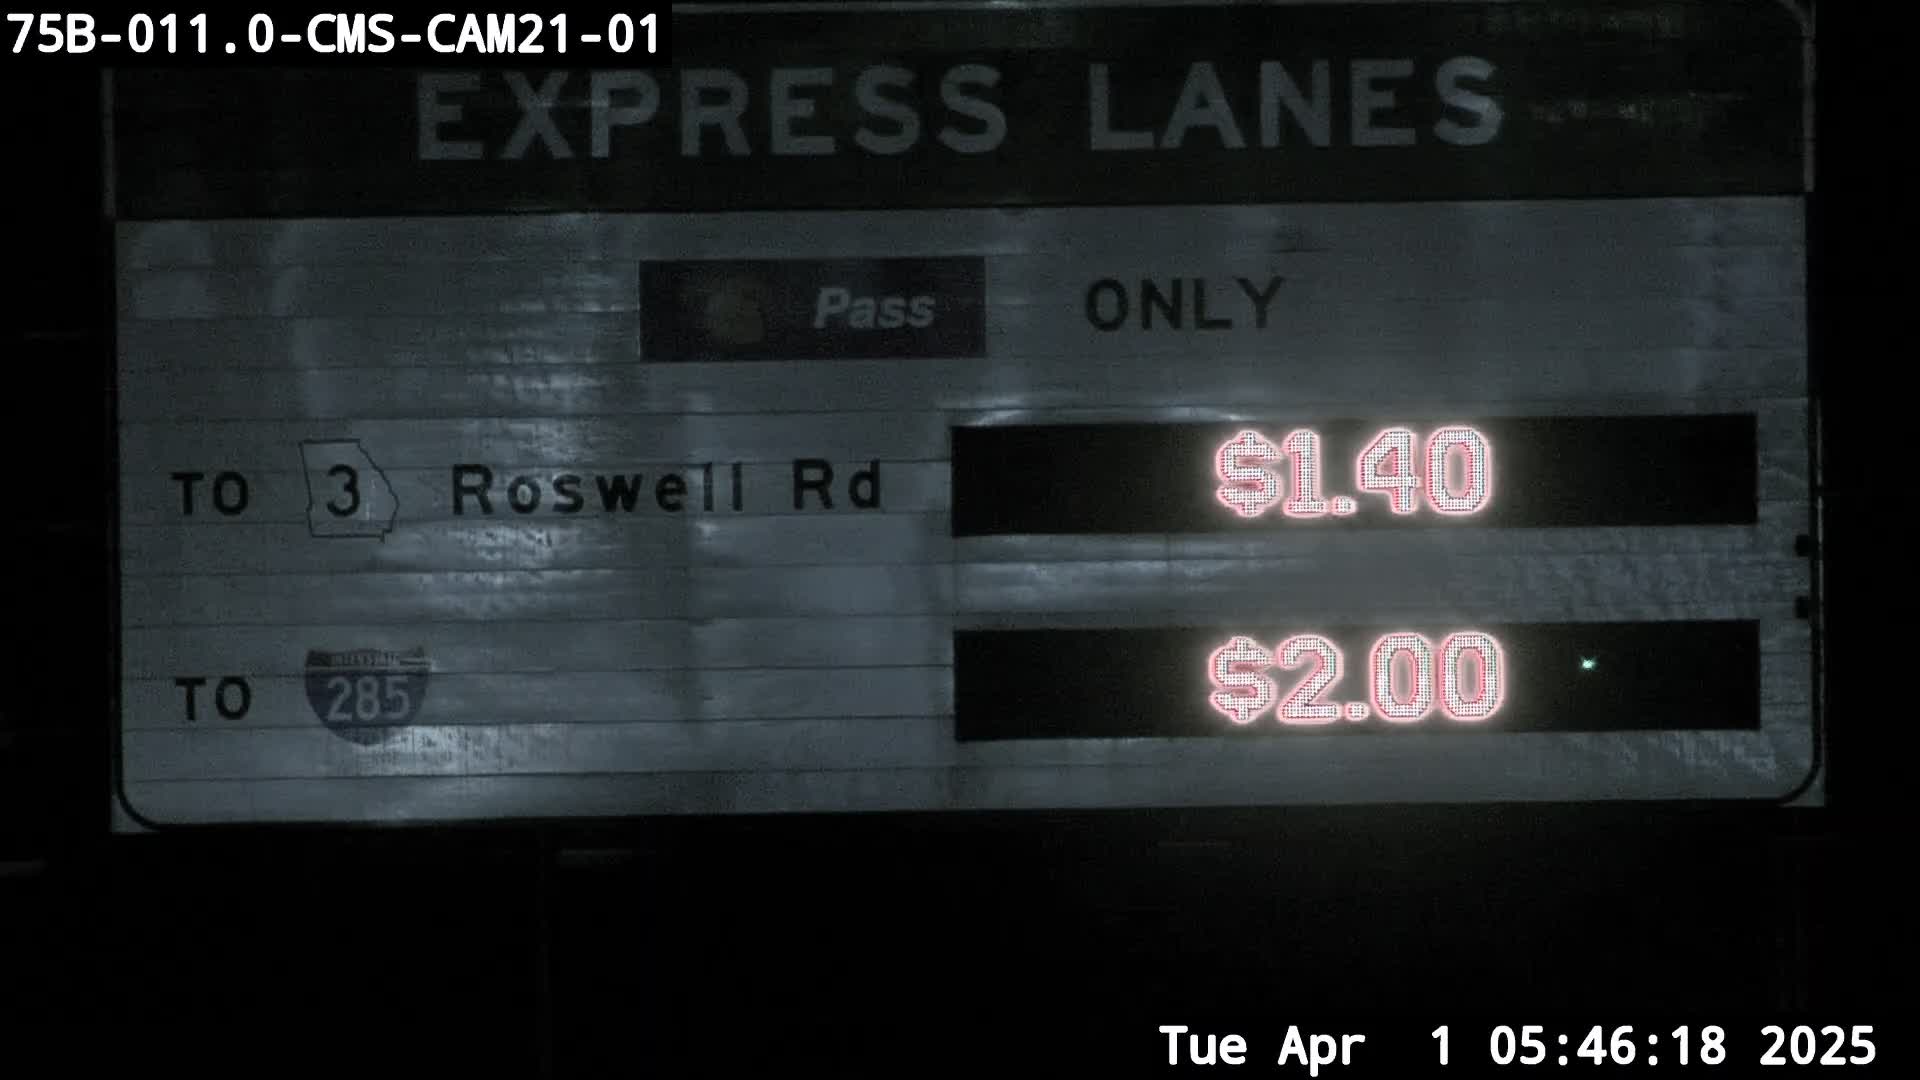 75B-011.0-CMS-CAM21-01
EXPRESS LANES
Pass ONLY
TO 3 Roswell Rd $1.40
INTERSTATE
TO 285 $2.00
Tue Apr 1 05:46:18 2025